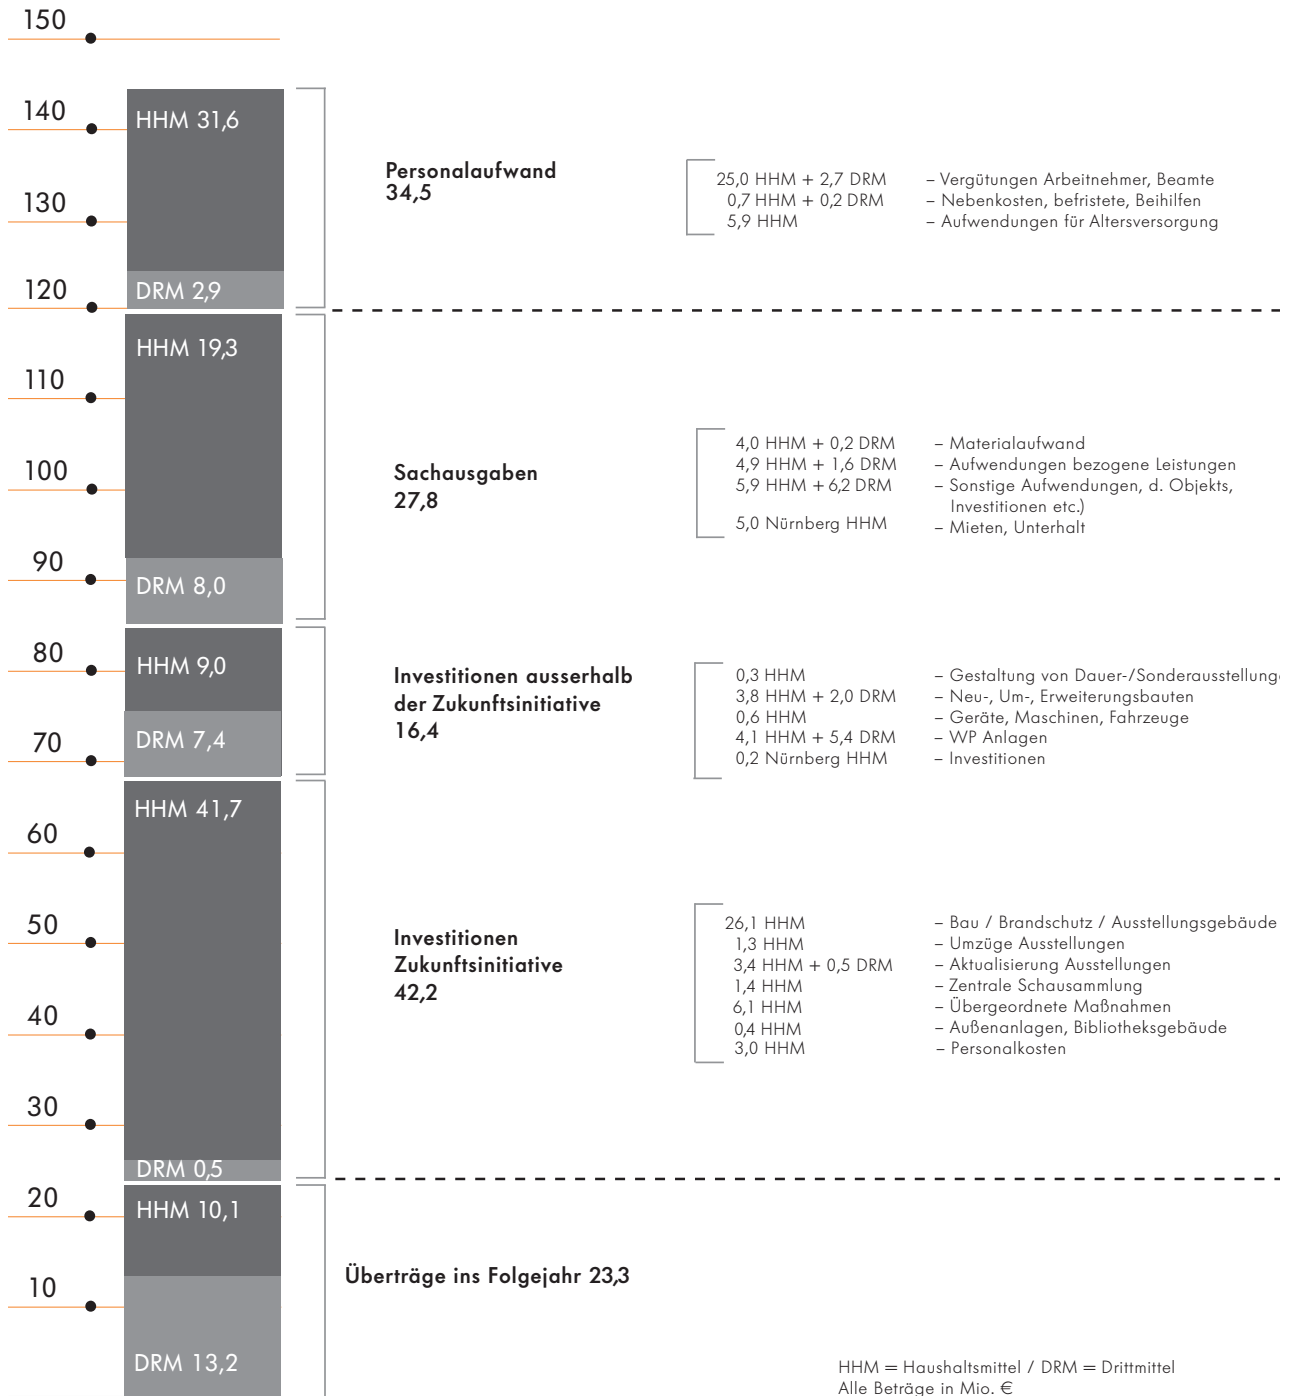 150
140
130
120
110
100
90
80
70
60
50
40
30
20
10
HHM 31,6
DRM 2,9
HHM 19,3
DRM 8,0
HHM 9,0
DRM 7,4
HHM 41,7
DRM 0,5
HHM 10,1
DRM 13,2
Personalaufwand
34,5
25,0 HHM + 2,7 DRM – Vergütungen Arbeitnehmer, Beamte
0,7 HHM + 0,2 DRM – Nebenkosten, befristete, Beihilfen
5,9 HHM – Aufwendungen für Altersversorgung
Sachausgaben
27,8
4,0 HHM + 0,2 DRM – Materialaufwand
4,9 HHM + 1,6 DRM – Aufwendungen bezogene Leistungen
5,9 HHM + 6,2 DRM – Sonstige Aufwendungen, d. Objekts,
Investitionen etc.)
5,0 Nürnberg HHM – Mieten, Unterhalt
Investitionen ausserhalb
der Zukunftsinitiative
16,4
0,3 HHM – Gestaltung von Dauer-/Sonderausstellung
3,8 HHM + 2,0 DRM – Neu-, Um-, Erweiterungsbauten
0,6 HHM – Geräte, Maschinen, Fahrzeuge
4,1 HHM + 5,4 DRM – WP Anlagen
0,2 Nürnberg HHM – Investitionen
Investitionen
Zukunftsinitiative
42,2
26,1 HHM – Bau / Brandschutz / Ausstellungsgebäude
1,3 HHM – Umzüge Ausstellungen
3,4 HHM + 0,5 DRM – Aktualisierung Ausstellungen
1,4 HHM – Zentrale Schausammlung
6,1 HHM – Übergeordnete Maßnahmen
0,4 HHM – Außenanlagen, Bibliotheksgebäude
3,0 HHM – Personalkosten
Überträge ins Folgejahr 23,3
HHM = Haushaltsmittel / DRM = Drittmittel
Alle Beträge in Mio. €